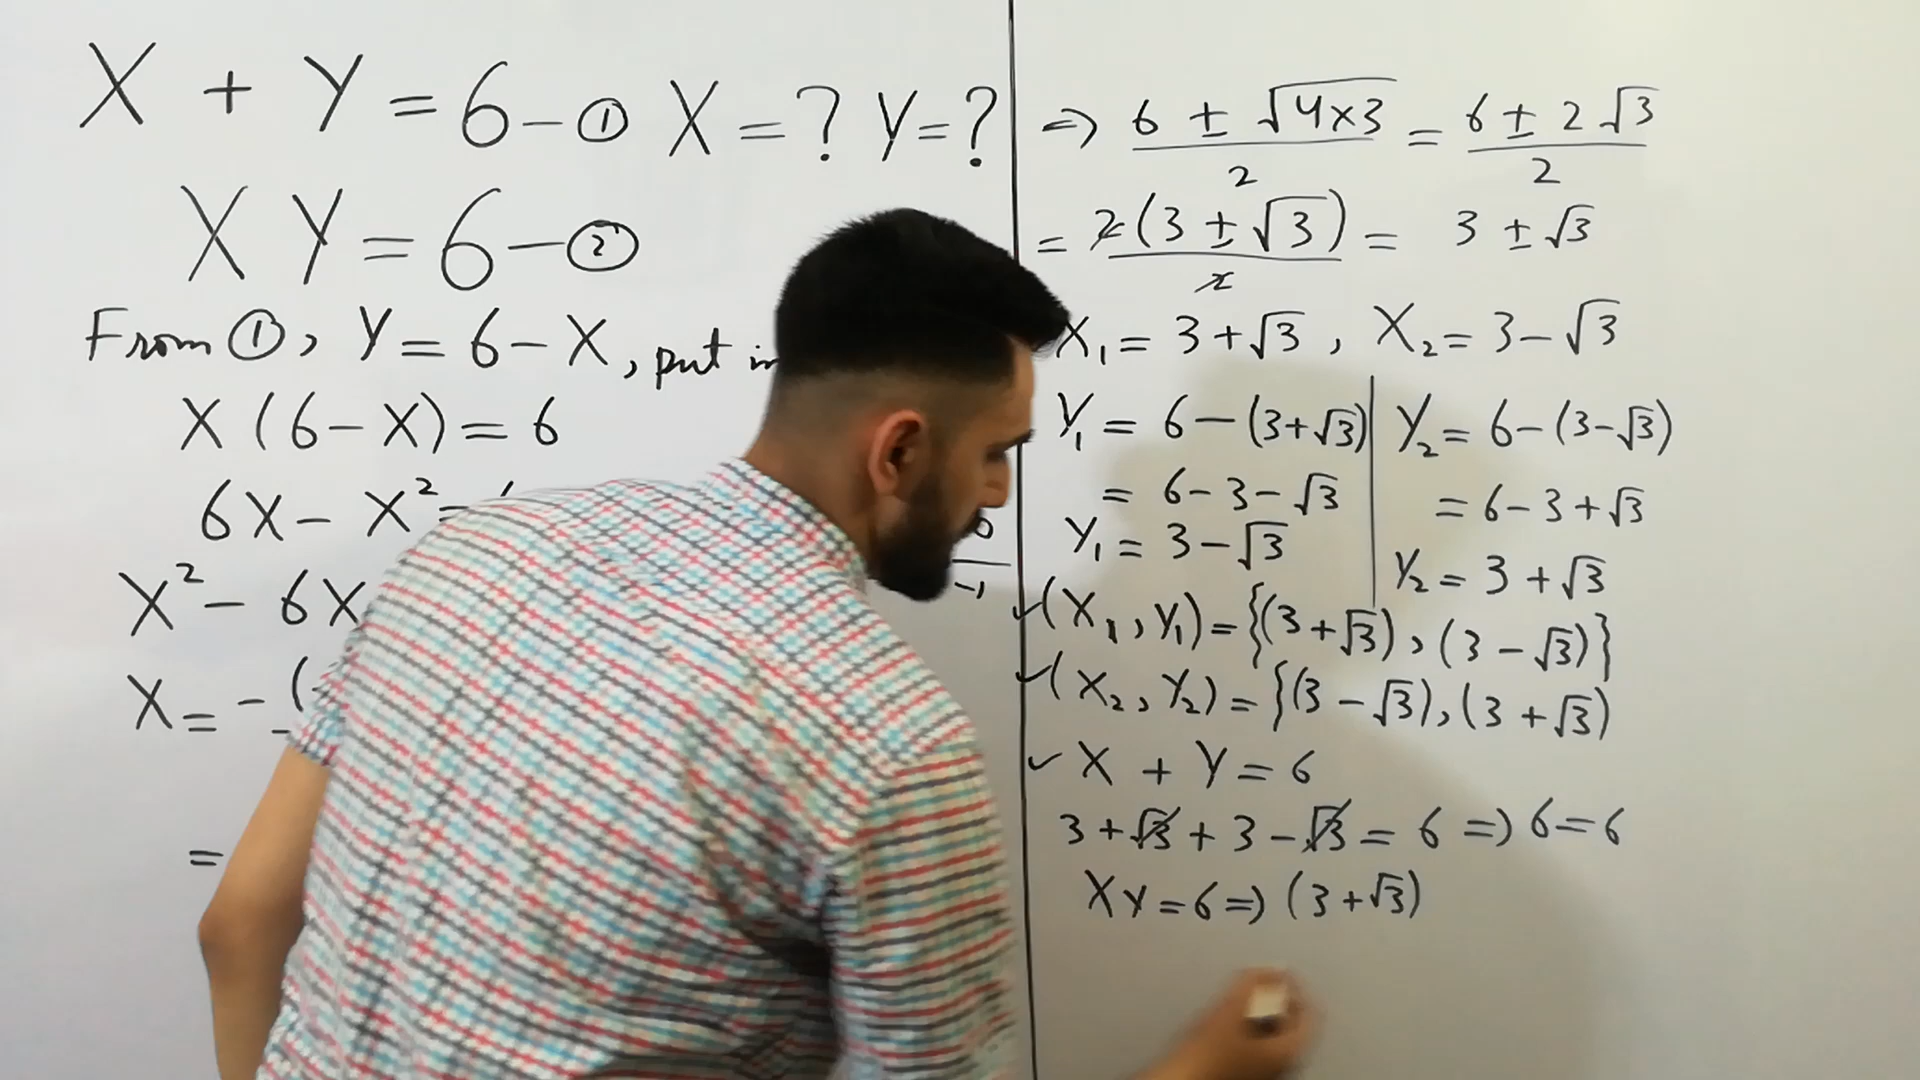 X + Y = 6 – ① X = ? Y = ?
X Y = 6 – ②
From ①, Y = 6 – X, put in
X (6 – X) = 6
6X – X² =
X² – 6X
X = – (
=
–1
=> 6 ± √4×3 / 2 = 6 ± 2√3 / 2
= 2(3 ± √3) / 2 = 3 ± √3
X₁ = 3 + √3 , X₂ = 3 – √3
Y₁ = 6 – (3+√3) | Y₂ = 6 – (3–√3)
= 6 – 3 – √3 | = 6 – 3 + √3
Y₁ = 3 – √3 | Y₂ = 3 + √3
✓(X₁, Y₁) = {(3 + √3), (3 – √3)}
✓(X₂, Y₂) = {(3 – √3), (3 + √3)
✓ X + Y = 6
3 + √3 + 3 – √3 = 6 => 6 = 6
XY = 6 => (3 + √3)